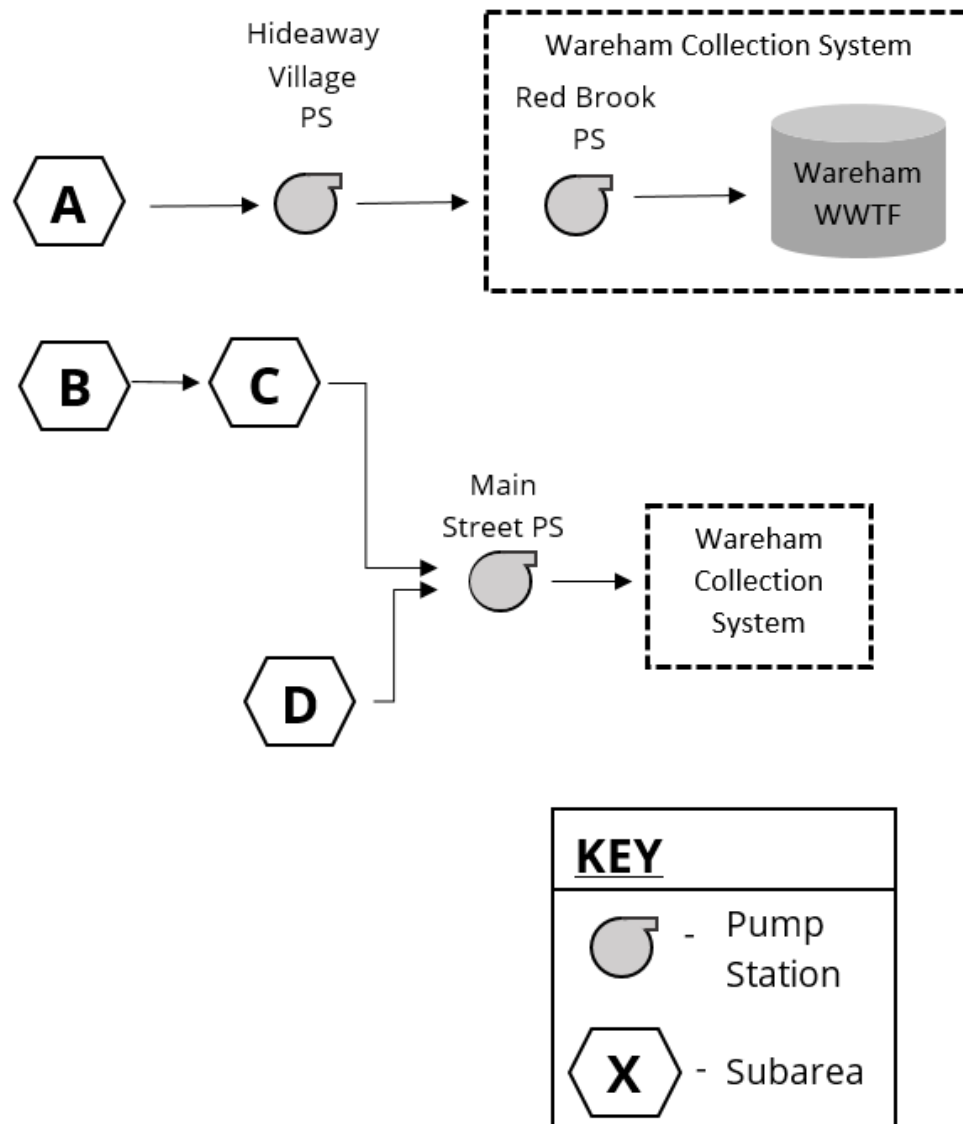 Hideaway
Village
PS
Wareham Collection System
Red Brook
PS
A
Wareham
WWTF
B
C
Main
Street PS
Wareham
Collection
System
D
KEY
- Pump
Station
X - Subarea